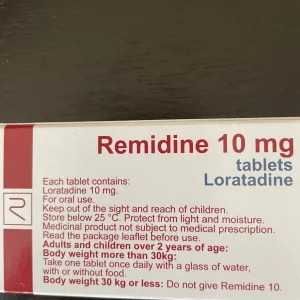 Remidine 10 mg
tablets
Loratadine
Each tablet contains:
Loratadine 10 mg.
For oral use.
Keep out of the sight and reach of children.
Store below 25 °C. Protect from light and moisture.
Medicinal product not subject to medical prescription.
Read the package leaflet before use.
Adults and children over 2 years of age:
Body weight more than 30kg:
Take one tablet once daily with a glass of water,
with or without food.
Body weight 30 kg or less: Do not give Remidine 10.
R